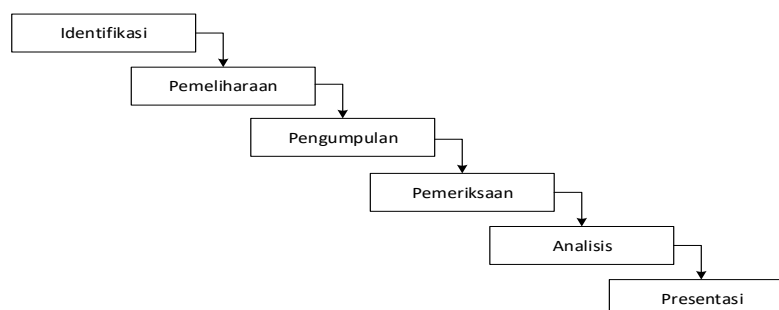 Identifikasi
Pemeliharaan
Pengumpulan
Pemeriksaan
Analisis
Presentasi